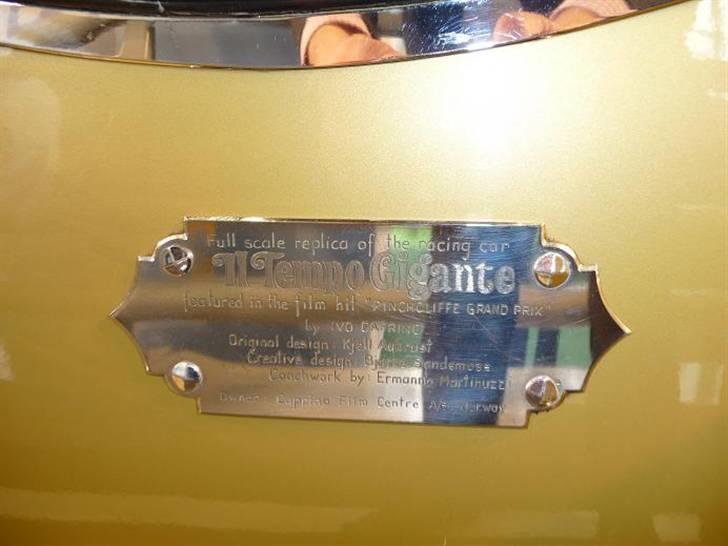 Full scale replica of the racing car
Il Tempo Gigante
featured in the film hit "PINCHCLIFFE GRAND PRIX"
by IVO CAPRINO
Original design: Kjell Aukrust
Creative design: Bjarne Sandemose
Coachwork by: Ermanno Martinuzzi
Owner: Caprino Film Centre A/S Norway